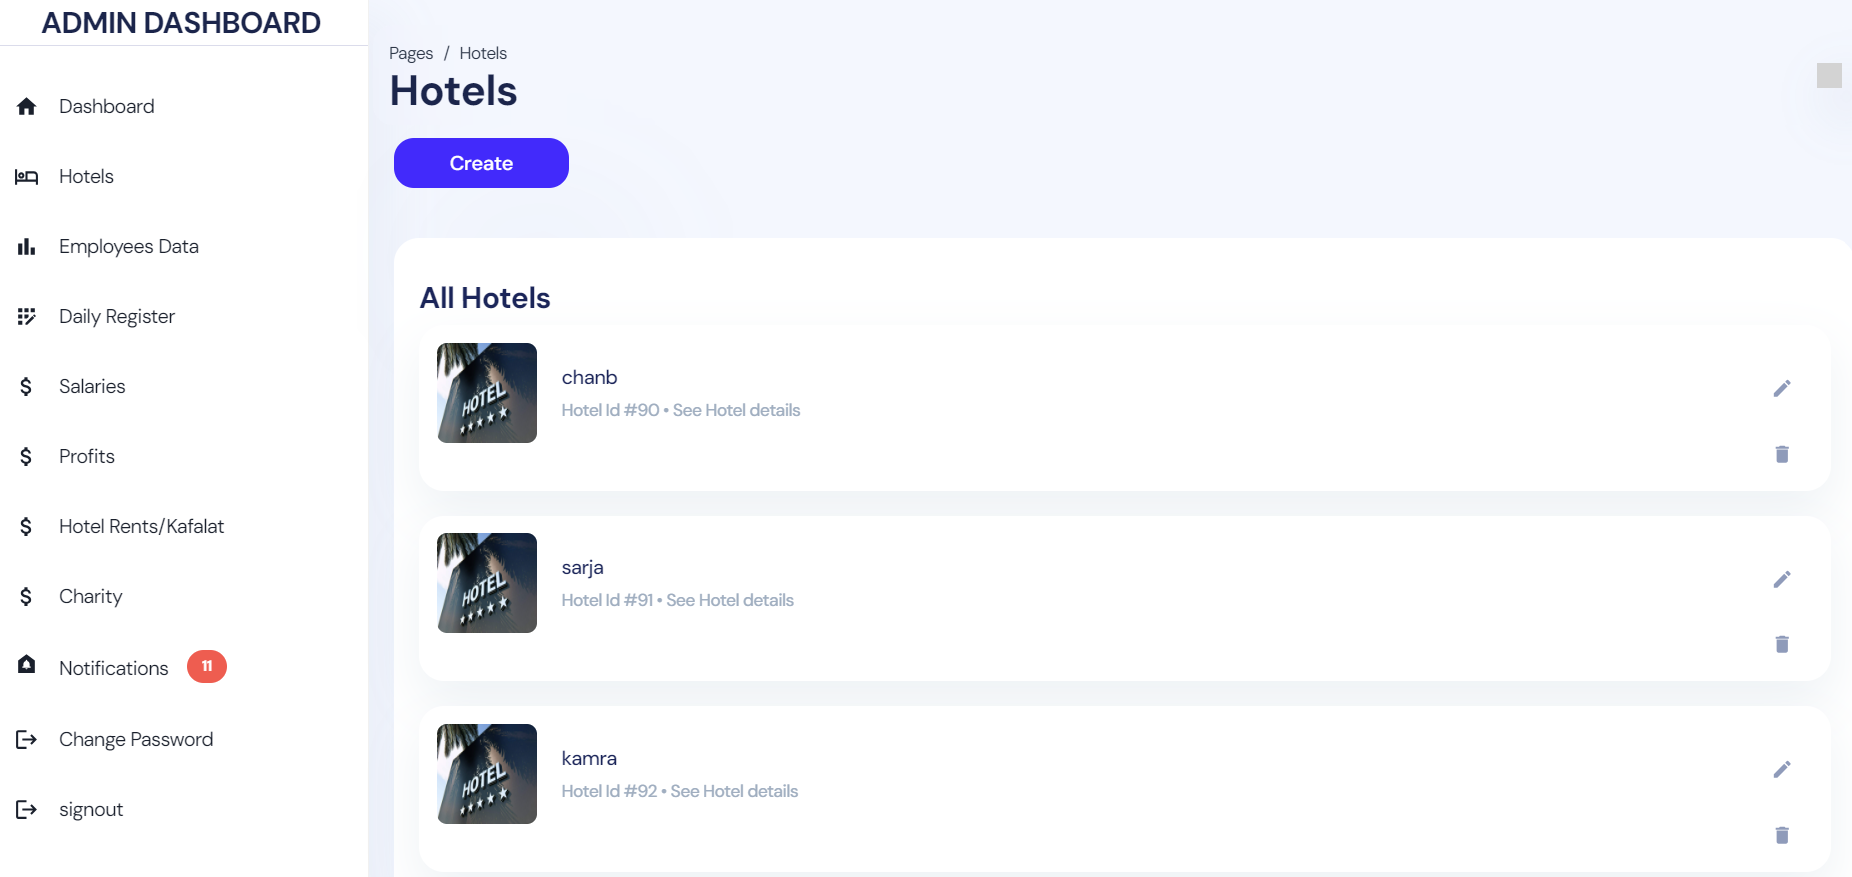 ADMIN DASHBOARD
Dashboard
Hotels
Employees Data
Daily Register
Salaries
Profits
Hotel Rents/Kafalat
Charity
Notifications 11
Change Password
signout
Pages / Hotels
Hotels
Create
All Hotels
HOTEL
chanb
Hotel Id #90 • See Hotel details
HOTEL
sarja
Hotel Id #91 • See Hotel details
HOTEL
kamra
Hotel Id #92 • See Hotel details